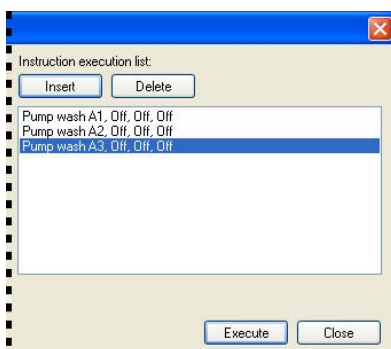 Instruction execution list:
Insert Delete
Pump wash A1, Off, Off, Off
Pump wash A2, Off, Off, Off
Pump wash A3, Off, Off, Off
Execute Close